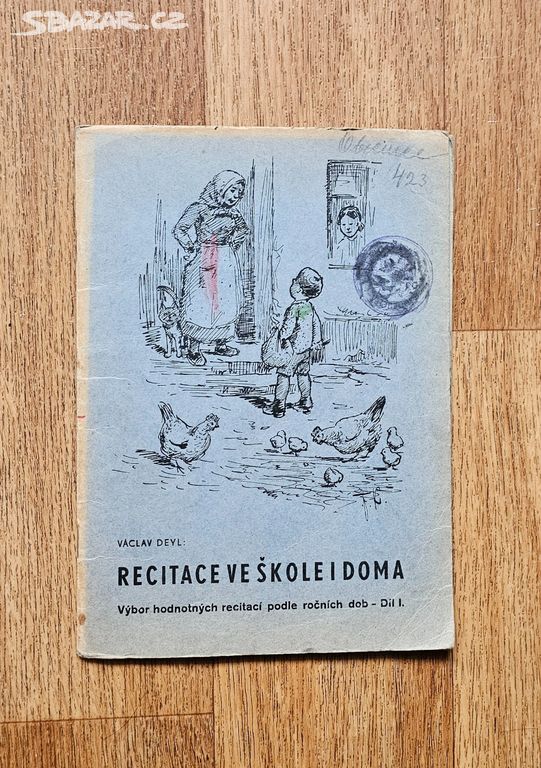 SBAZAR.CZ
423
VÁCLAV DEYL:
RECITACE VE ŠKOLE I DOMA
Výbor hodnotných recitací podle ročních dob - Díl I.